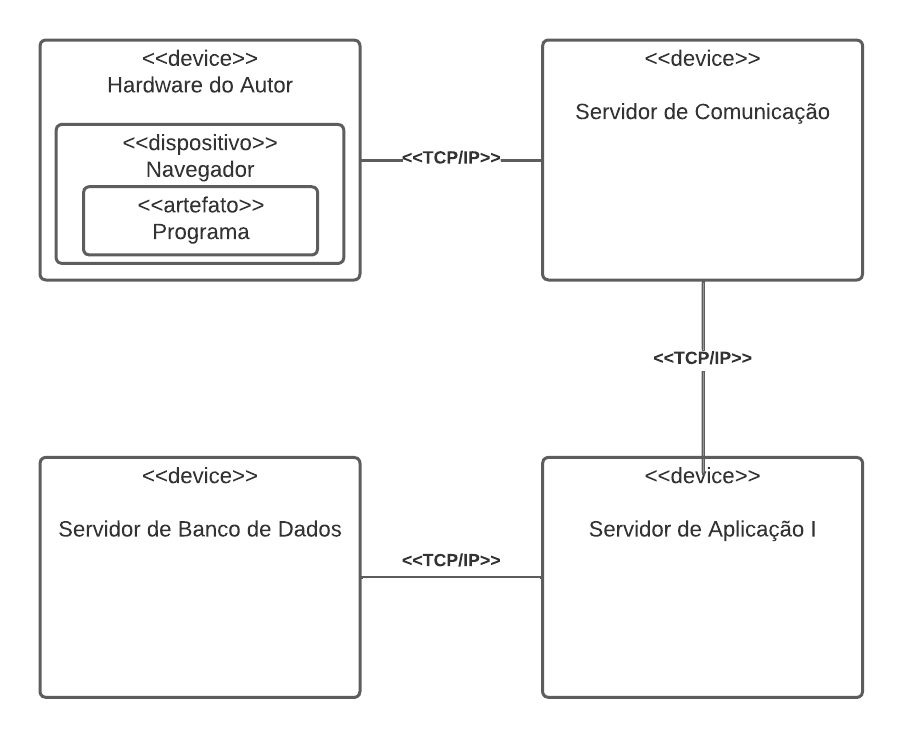 <<device>>
Hardware do Autor
<<dispositivo>>
Navegador
<<artefato>>
Programa
<<TCP/IP>>
<<device>>
Servidor de Comunicação
<<TCP/IP>>
<<device>>
Servidor de Banco de Dados
<<TCP/IP>>
<<device>>
Servidor de Aplicação I